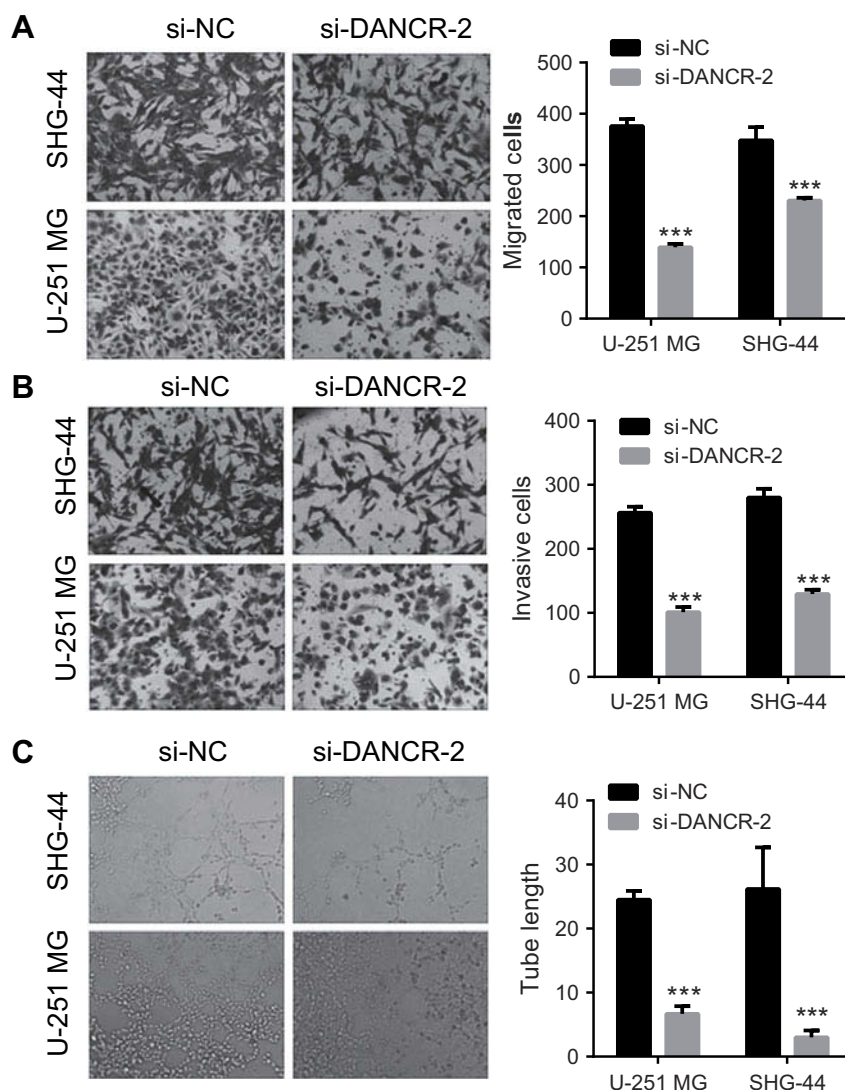 A
si-NC
si-DANCR-2
SHG-44
U-251 MG
si-NC
si-DANCR-2
500
400
300
200
100
0
Migrated cells
***
***
U-251 MG
SHG-44
B
si-NC
si-DANCR-2
SHG-44
U-251 MG
si-NC
si-DANCR-2
400
300
200
100
0
Invasive cells
***
***
U-251 MG
SHG-44
C
si-NC
si-DANCR-2
SHG-44
U-251 MG
si-NC
si-DANCR-2
40
30
20
10
0
Tube length
***
***
U-251 MG
SHG-44